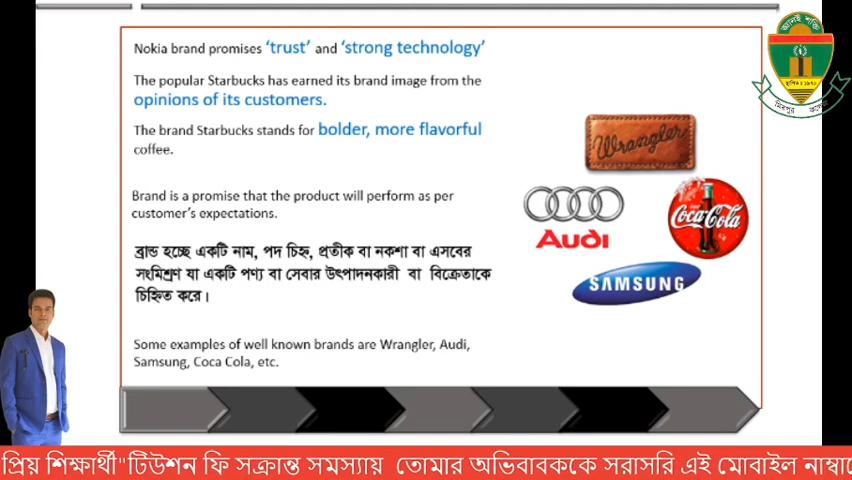 Nokia brand promises ‘trust’ and ‘strong technology’
The popular Starbucks has earned its brand image from the
opinions of its customers.
The brand Starbucks stands for bolder, more flavorful
coffee.
Brand is a promise that the product will perform as per
customer’s expectations.
ব্রান্ড হচ্ছে একটি নাম, পদ চিহ্ন, প্রতীক বা নকশা বা এসবের
সংমিশ্রণ যা একটি পণ্য বা সেবার উৎপাদনকারী বা বিক্রেতাকে
চিহ্নিত করে।
Some examples of well known brands are Wrangler, Audi,
Samsung, Coca Cola, etc.
Wrangler
Audi
Coca-Cola
SAMSUNG
জ্ঞানই শক্তি
মিরপুর কলেজ
প্রিয় শিক্ষার্থী"টিউশন ফি সক্রান্ত সমস্যায় তোমার অভিবাবককে সরাসরি এই মোবাইল নাম্বারে